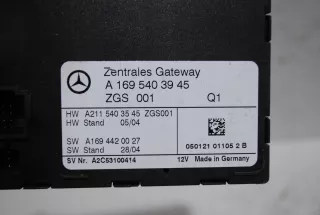 Zentrales Gateway
A 169 540 39 45
ZGS 001 Q1
HW A211 540 35 45 ZGS001
HW Stand 05/04
SW A169 442 00 27
SW Stand 28/04
050121 01105 2 B
SV Nr. A2C53100414 12V Made in Germany